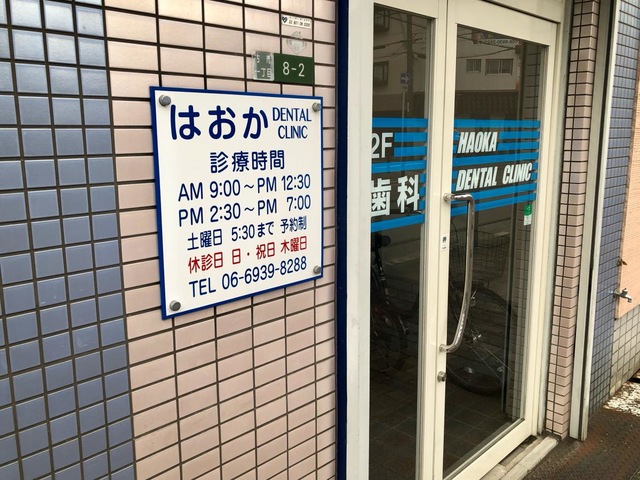 8-2
はおか DENTAL CLINIC
診療時間
AM 9:00～PM 12:30
PM 2:30～PM 7:00
土曜日 5:30まで 予約制
休診日 日・祝日 木曜日
TEL 06-6939-8288
2F
歯科
HAOKA
DENTAL CLINIC